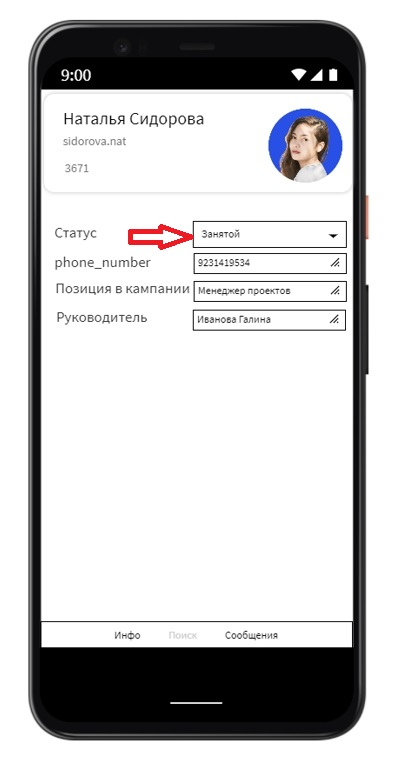 9:00
Наталья Сидорова
sidorova.nat
3671
Статус Занятой
phone_number 9231419534
Позиция в кампании Менеджер проектов
Руководитель Иванова Галина
Инфо Поиск Сообщения